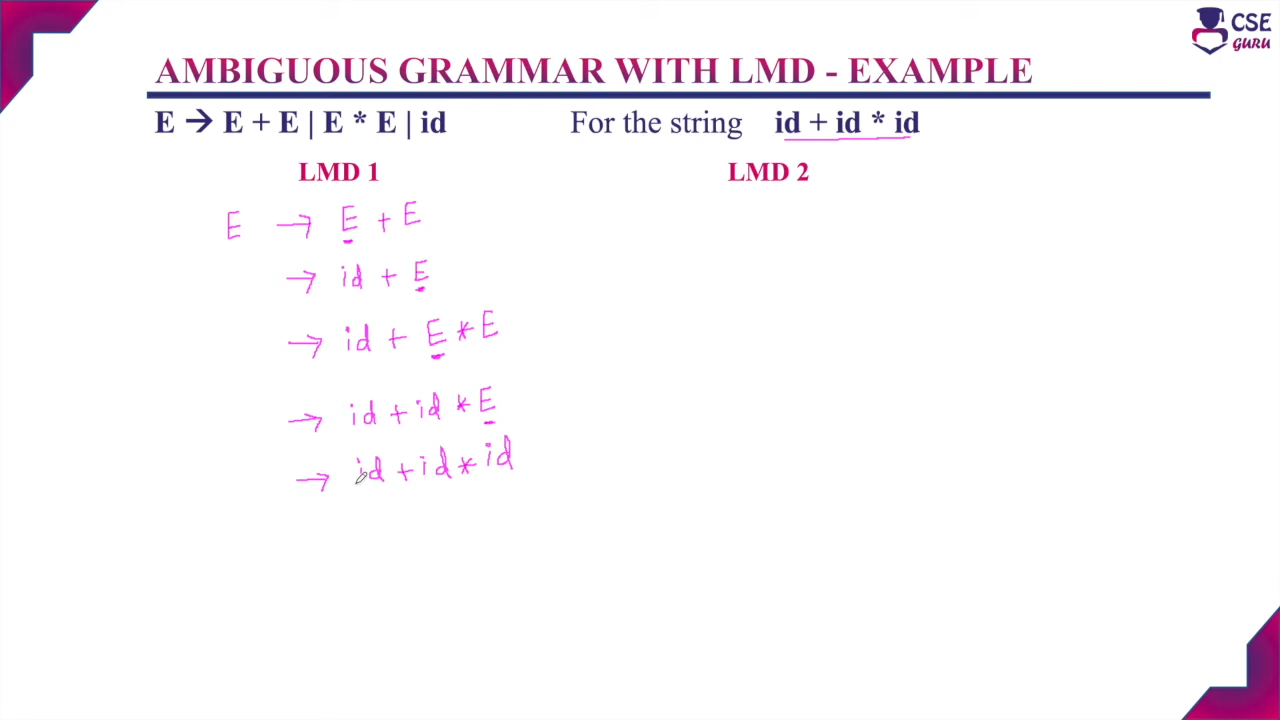 CSE
GURU
AMBIGUOUS GRAMMAR WITH LMD - EXAMPLE
E → E + E | E * E | id For the string id + id * id
LMD 1 LMD 2
E → E + E
→ id + E
→ id + E * E
→ id + id * E
→ id + id * id